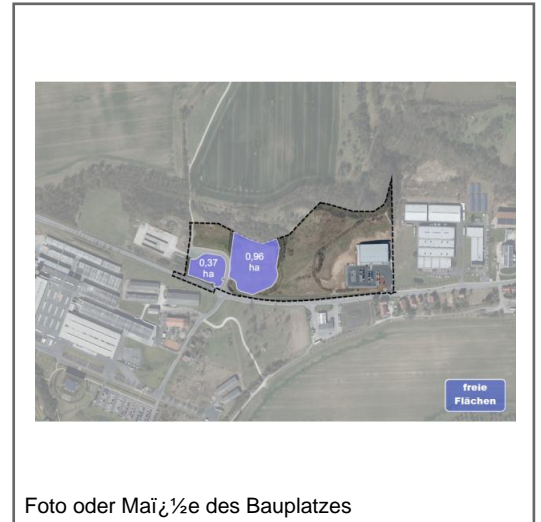 0,37
ha
0,96
ha
freie
Flächen
Foto oder Maï¿½e des Bauplatzes